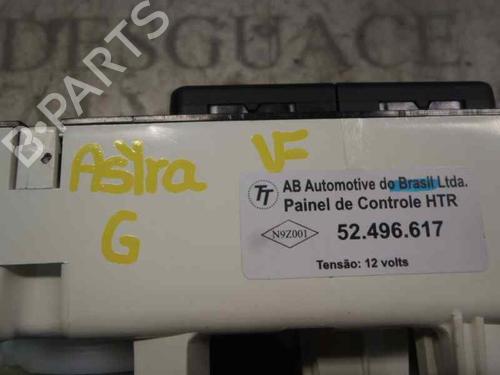 DESGUACE
B-PARTS
Astra VF
G
TT AB Automotive do Brasil Ltda.
Painel de Controle HTR
N9Z001 52.496.617
Tensão: 12 volts